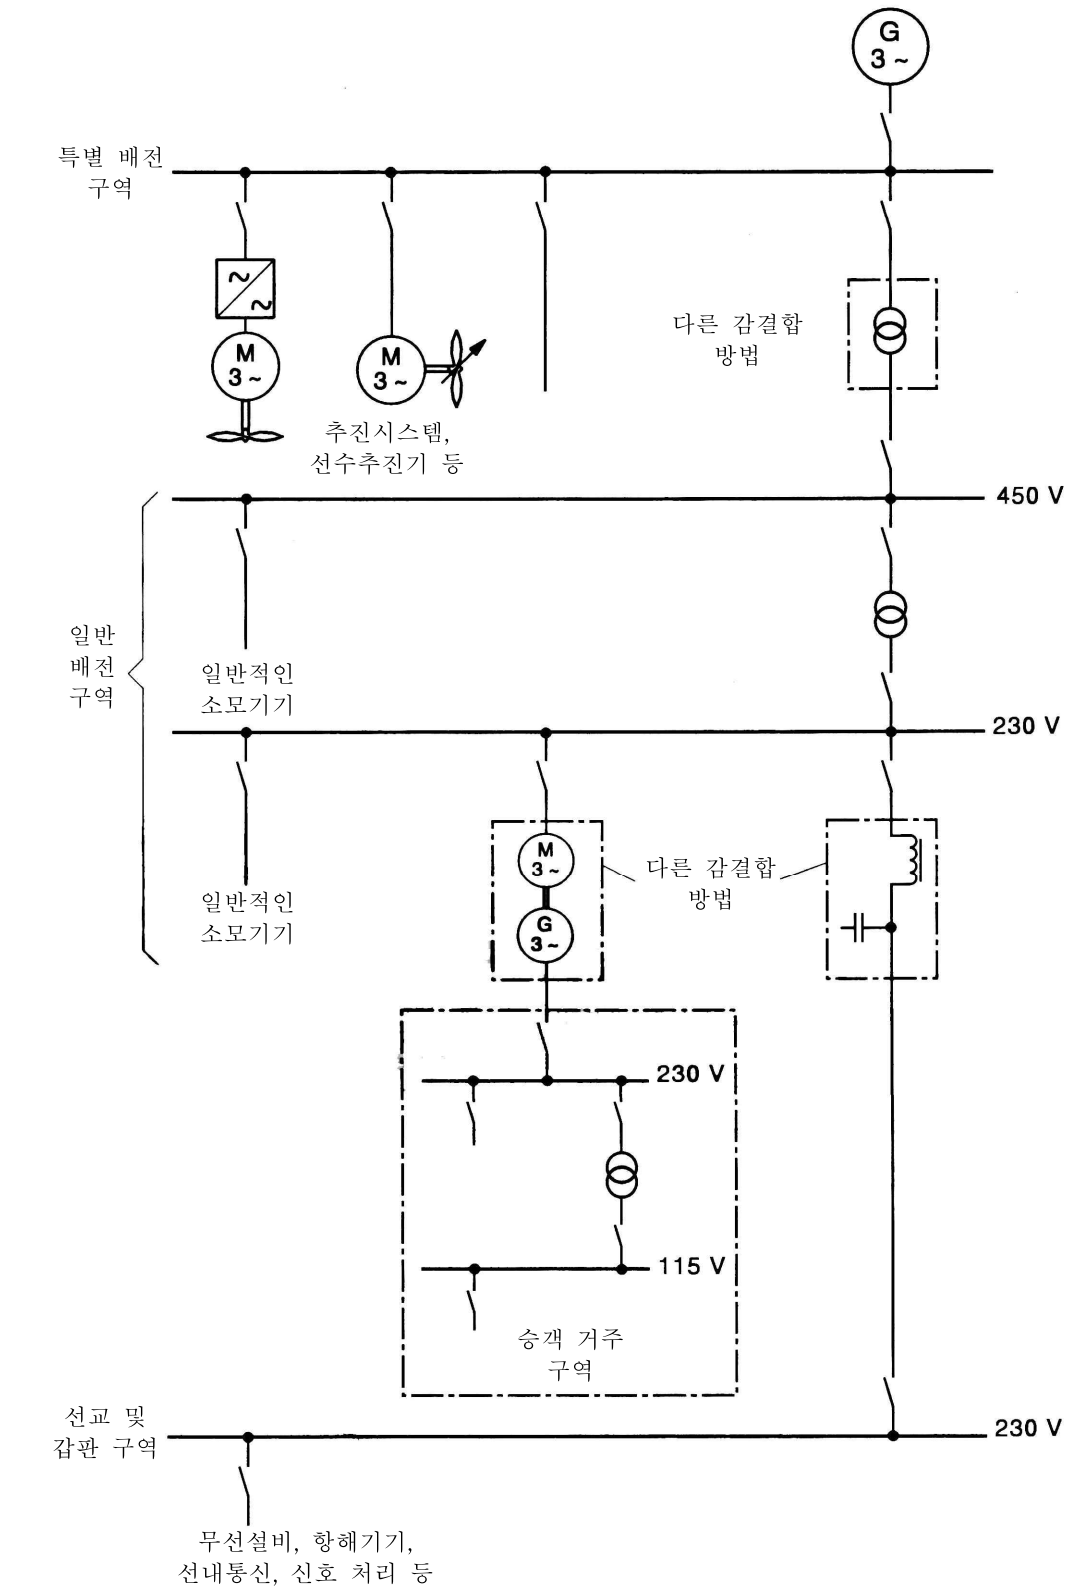 G
3 ~
특별 배전
구역
M
3 ~
M
3 ~
다른 감결합
방법
추진시스템,
선수추진기 등
450 V
일반
배전
구역
일반적인
소모기기
230 V
일반적인
소모기기
M
3 ~
G
3 ~
다른 감결합
방법
230 V
115 V
승객 거주
구역
선교 및
갑판 구역
230 V
무선설비, 항해기기,
선내통신, 신호 처리 등